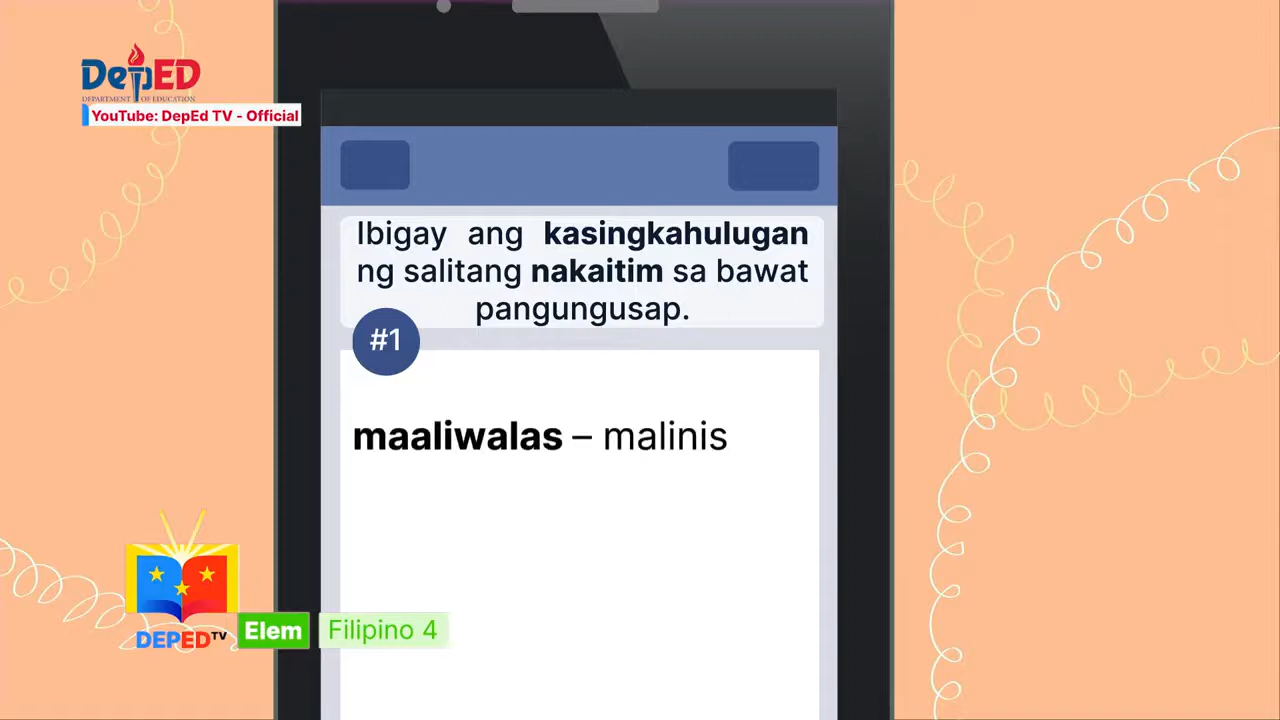 DepED
DEPARTMENT OF EDUCATION
YouTube: DepEd TV - Official
Ibigay ang kasingkahulugan
ng salitang nakaitim sa bawat
pangungusap.
#1
maaliwalas – malinis
DEPED TV
Elem
Filipino 4